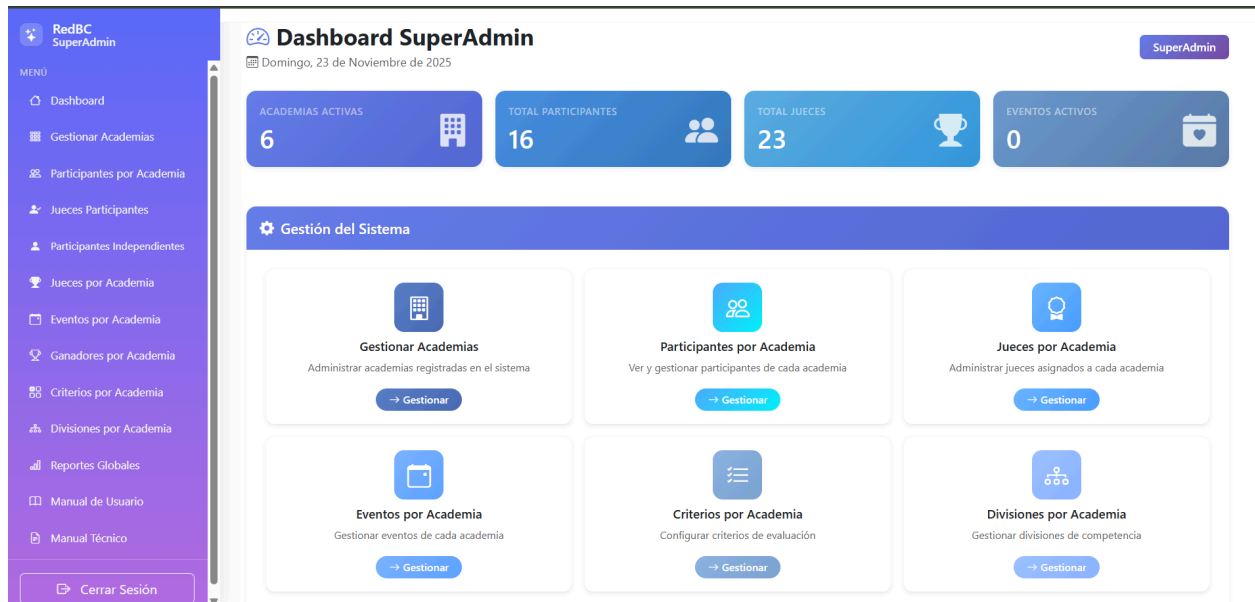 RedBC
SuperAdmin
MENÚ
Dashboard
Gestionar Academias
Participantes por Academia
Jueces Participantes
Participantes Independientes
Jueces por Academia
Eventos por Academia
Ganadores por Academia
Criterios por Academia
Divisiones por Academia
Reportes Globales
Manual de Usuario
Manual Técnico
Cerrar Sesión
Dashboard SuperAdmin
Domingo, 23 de Noviembre de 2025
SuperAdmin
ACADEMIAS ACTIVAS
6
TOTAL PARTICIPANTES
16
TOTAL JUECES
23
EVENTOS ACTIVOS
0
Gestión del Sistema
Gestionar Academias
Administrar academias registradas en el sistema
→ Gestionar
Participantes por Academia
Ver y gestionar participantes de cada academia
→ Gestionar
Jueces por Academia
Administrar jueces asignados a cada academia
→ Gestionar
Eventos por Academia
Gestionar eventos de cada academia
→ Gestionar
Criterios por Academia
Configurar criterios de evaluación
→ Gestionar
Divisiones por Academia
Gestionar divisiones de competencia
→ Gestionar